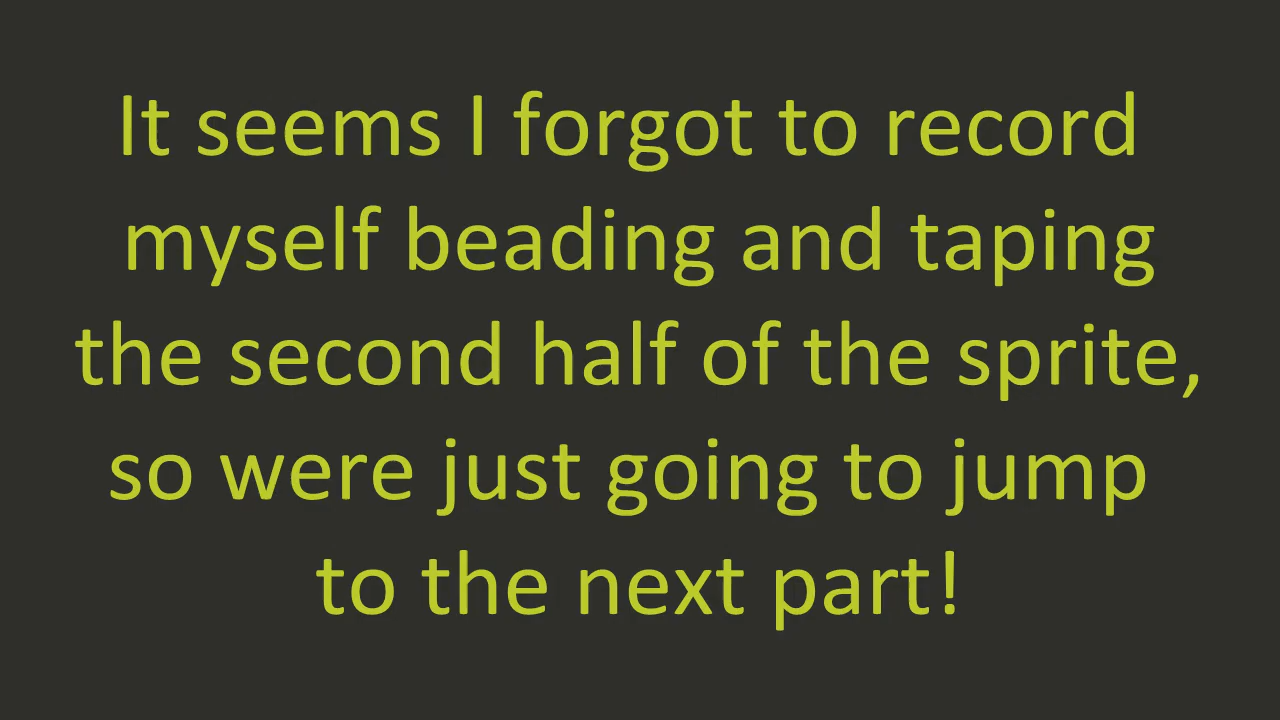 It seems I forgot to record
myself beading and taping
the second half of the sprite,
so were just going to jump
to the next part!